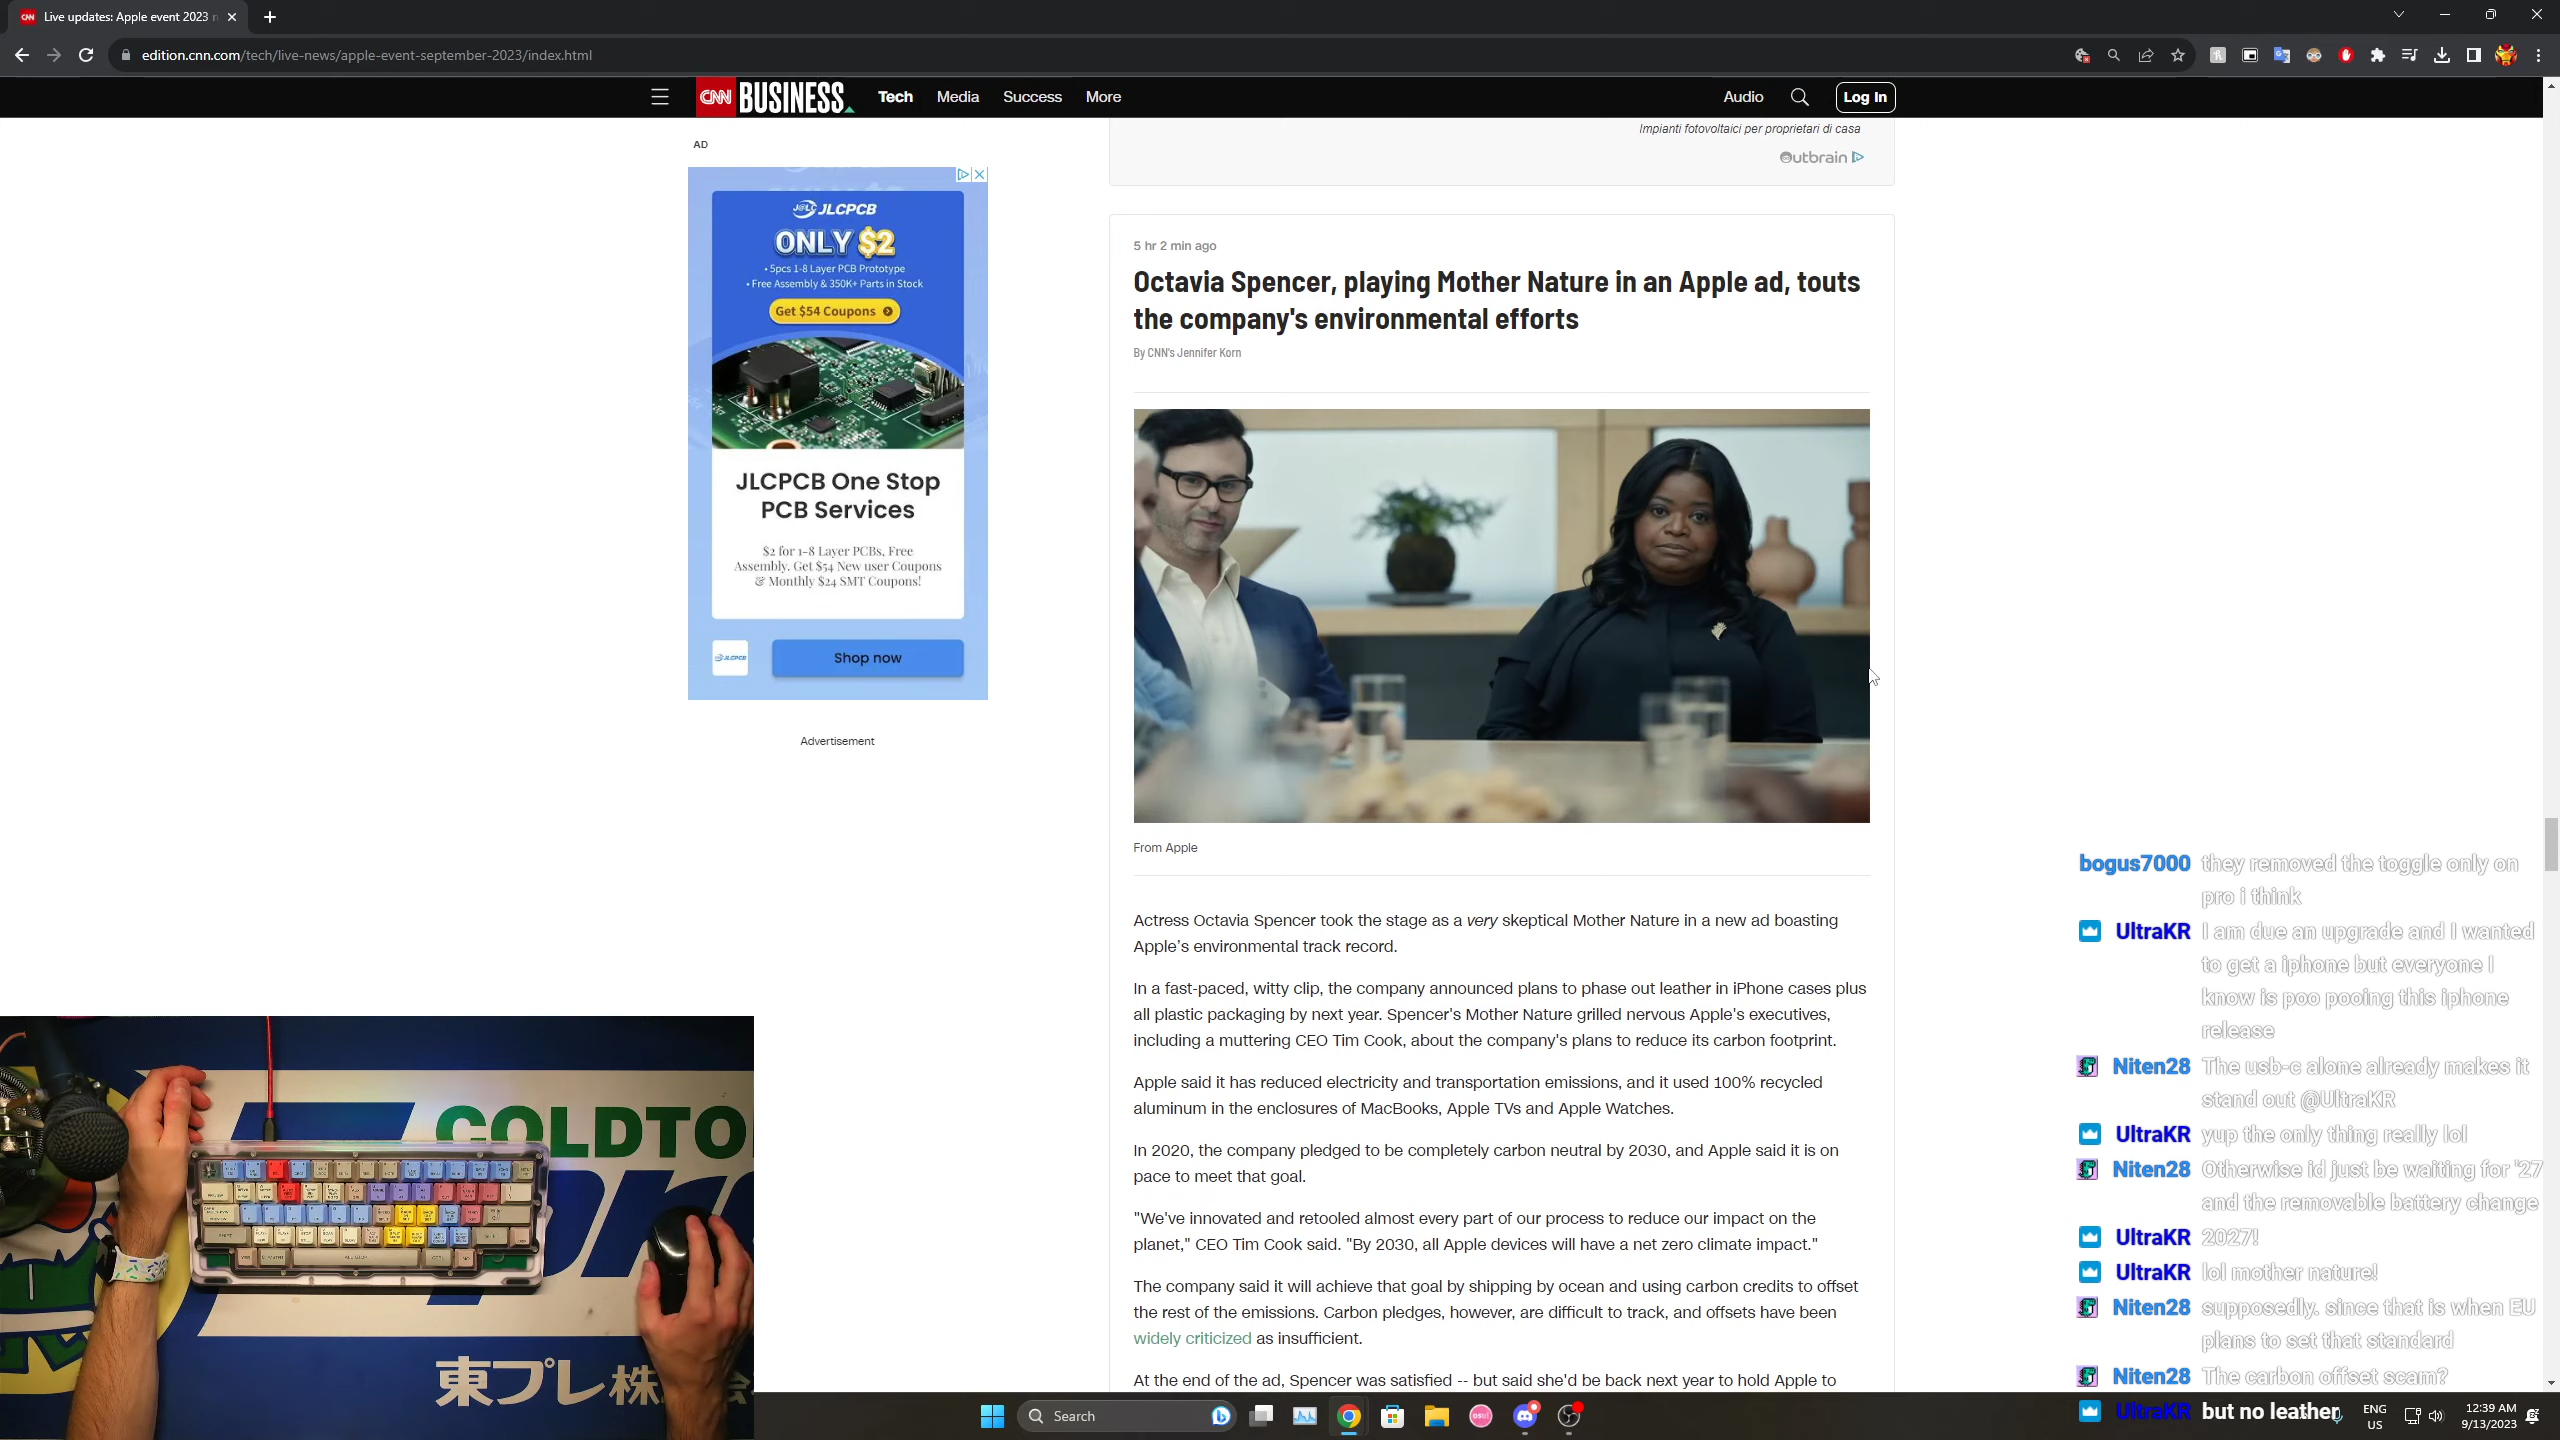 Live updates: Apple event 2023 n
edition.cnn.com/tech/live-news/apple-event-september-2023/index.html
CNN BUSINESS
Tech
Media
Success
More
Audio
Log In
AD
JLCPCB
ONLY $2
• 5pcs 1-8 Layer PCB Prototype
• Free Assembly & 350K+ Parts in Stock
Get $54 Coupons
JLCPCB One Stop
PCB Services
$2 for 1-8 Layer PCBs, Free
Assembly. Get $54 New user Coupons
& Monthly $24 SMT Coupons!
JLCPCB
Shop now
Advertisement
Impianti fotovoltaici per proprietari di casa
Outbrain
5 hr 2 min ago
Octavia Spencer, playing Mother Nature in an Apple ad, touts
the company's environmental efforts
By CNN's Jennifer Korn
From Apple
Actress Octavia Spencer took the stage as a very skeptical Mother Nature in a new ad boasting
Apple’s environmental track record.
In a fast-paced, witty clip, the company announced plans to phase out leather in iPhone cases plus
all plastic packaging by next year. Spencer's Mother Nature grilled nervous Apple's executives,
including a muttering CEO Tim Cook, about the company's plans to reduce its carbon footprint.
Apple said it has reduced electricity and transportation emissions, and it used 100% recycled
aluminum in the enclosures of MacBooks, Apple TVs and Apple Watches.
In 2020, the company pledged to be completely carbon neutral by 2030, and Apple said it is on
pace to meet that goal.
"We've innovated and retooled almost every part of our process to reduce our impact on the
planet," CEO Tim Cook said. "By 2030, all Apple devices will have a net zero climate impact."
The company said it will achieve that goal by shipping by ocean and using carbon credits to offset
the rest of the emissions. Carbon pledges, however, are difficult to track, and offsets have been
widely criticized as insufficient.
At the end of the ad, Spencer was satisfied -- but said she'd be back next year to hold Apple to
bogus7000 they removed the toggle only on
pro i think
UltraKR I am due an upgrade and I wanted
to get a iphone but everyone I
know is poo pooing this iphone
release
Niten28 The usb-c alone already makes it
stand out @UltraKR
UltraKR yup the only thing really lol
Niten28 Otherwise id just be waiting for '27
and the removable battery change
UltraKR 2027!
UltraKR lol mother nature!
Niten28 supposedly. since that is when EU
plans to set that standard
Niten28 The carbon offset scam?
UltraKR but no leather
COLDTO
東プレ株
Search
ENG
US
12:39 AM
9/13/2023